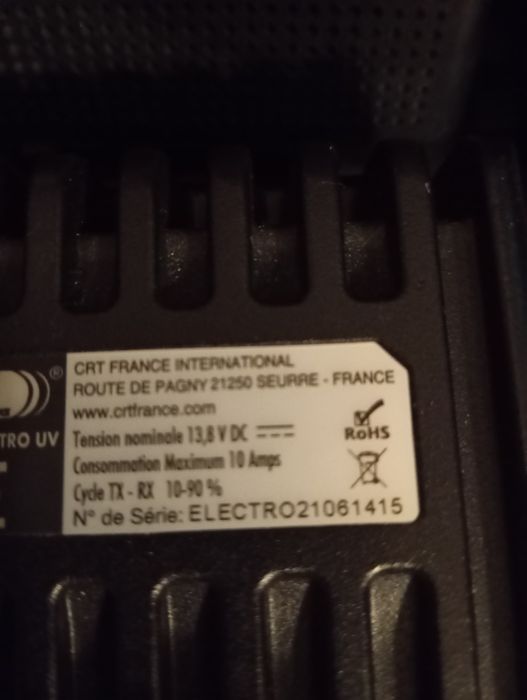 CRT FRANCE INTERNATIONAL
ROUTE DE PAGNY 21250 SEURRE - FRANCE
www.crtfrance.com
TRO UV
Tension nominale 13,8 V DC
Consommation Maximum 10 Amps
Cycle TX - RX 10-90 %
N° de Série: ELECTRO21061415
RoHS
®